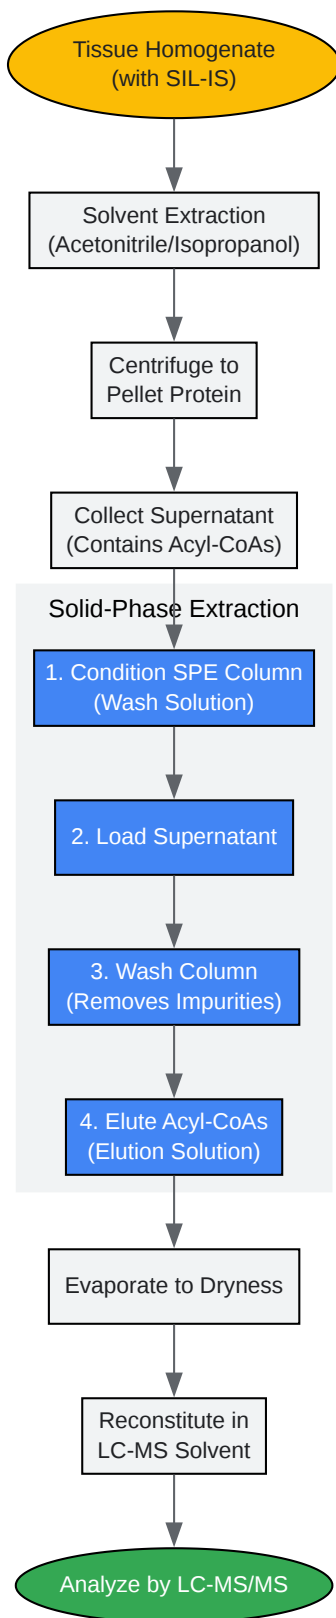 Tissue Homogenate
(with SIL-IS)
Solvent Extraction
(Acetonitrile/Isopropanol)
Centrifuge to
Pellet Protein
Collect Supernatant
(Contains Acyl-CoAs)
Solid-Phase Extraction
1. Condition SPE Column
(Wash Solution)
2. Load Supernatant
3. Wash Column
(Removes Impurities)
4. Elute Acyl-CoAs
(Elution Solution)
Evaporate to Dryness
Reconstitute in
LC-MS Solvent
Analyze by LC-MS/MS